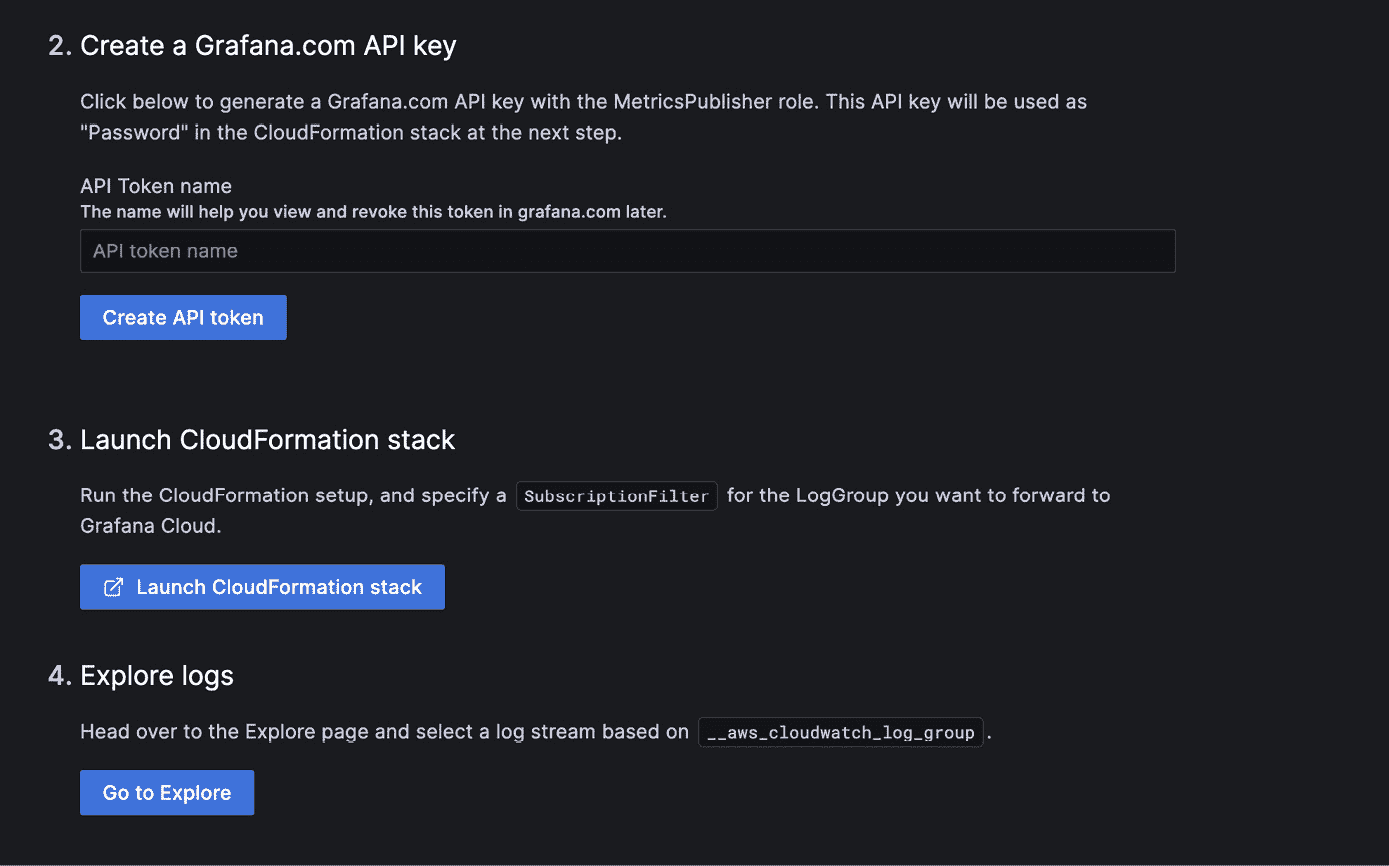 2. Create a Grafana.com API key
Click below to generate a Grafana.com API key with the MetricsPublisher role. This API key will be used as
"Password" in the CloudFormation stack at the next step.
API Token name
The name will help you view and revoke this token in grafana.com later.
API token name
Create API token
3. Launch CloudFormation stack
Run the CloudFormation setup, and specify a SubscriptionFilter for the LogGroup you want to forward to
Grafana Cloud.
Launch CloudFormation stack
4. Explore logs
Head over to the Explore page and select a log stream based on __aws_cloudwatch_log_group .
Go to Explore